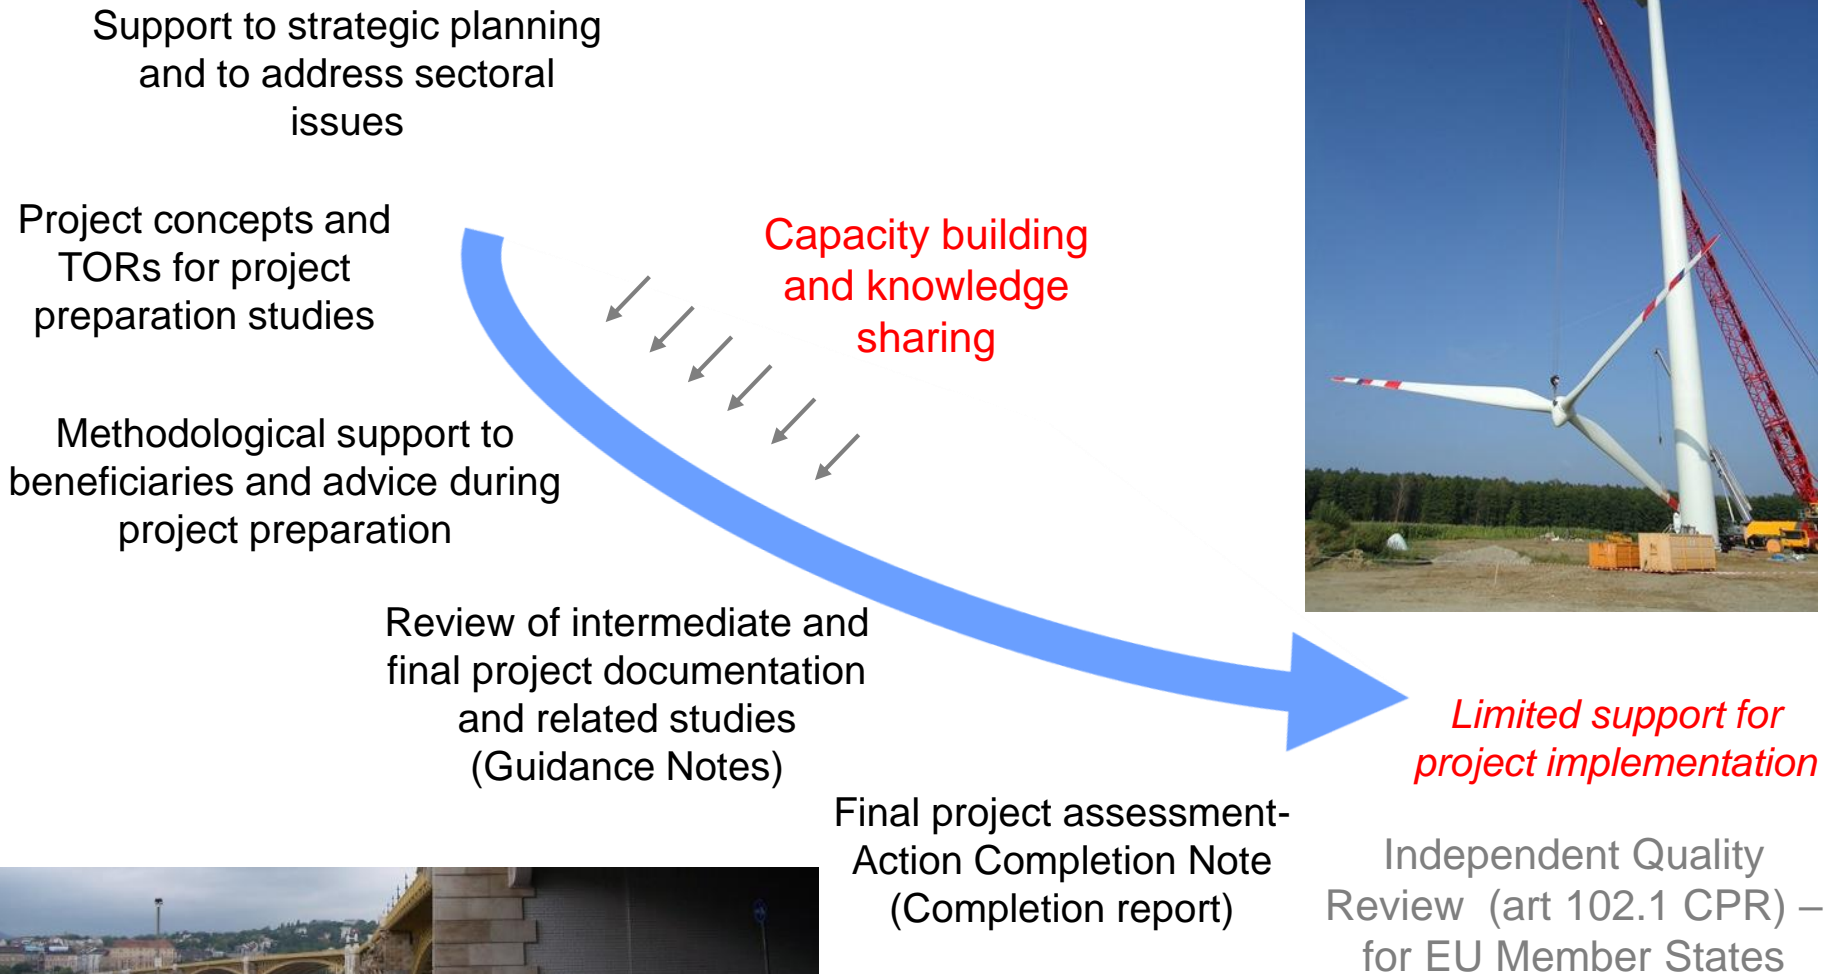 Support to strategic planning
and to address sectoral
issues
Project concepts and
TORs for project
preparation studies
Capacity building
and knowledge
sharing
Methodological support to
beneficiaries and advice during
project preparation
Review of intermediate and
final project documentation
and related studies
(Guidance Notes)
Limited support for
project implementation
Final project assessment-
Action Completion Note
(Completion report)
Independent Quality
Review (art 102.1 CPR) –
for EU Member States